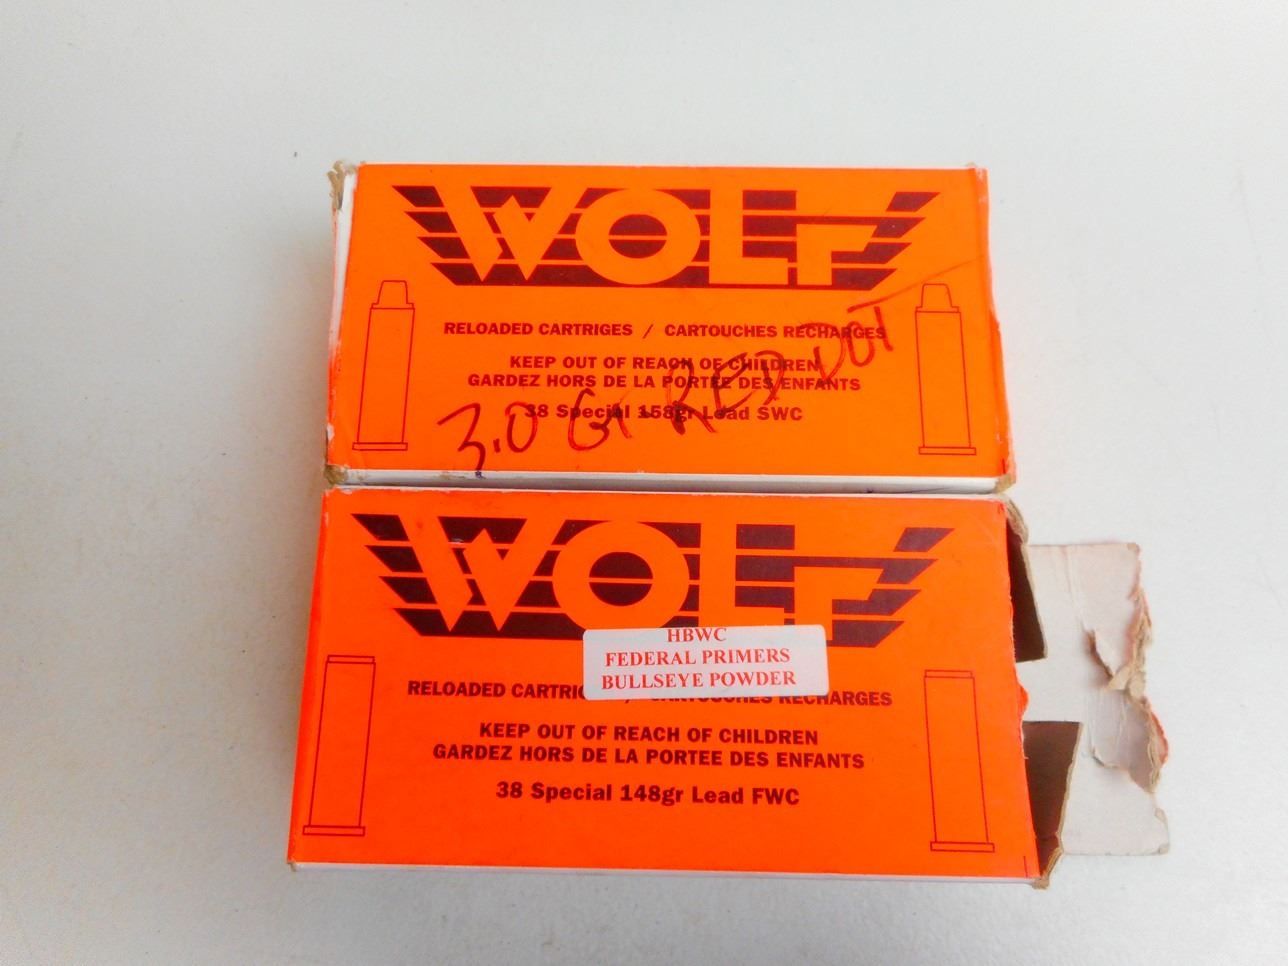 WOLF
RELOADED CARTRIGES / CARTOUCHES RECHARGES
KEEP OUT OF REACH OF CHILDREN
GARDEZ HORS DE LA PORTEE DES ENFANTS
38 Special 158gr Lead SWC
3.0 Gr RED DOT
WOLF
HBWC
FEDERAL PRIMERS
BULLSEYE POWDER
RELOADED / CARTOUCHES RECHARGES
KEEP OUT OF REACH OF CHILDREN
GARDEZ HORS DE LA PORTEE DES ENFANTS
38 Special 148gr Lead FWC